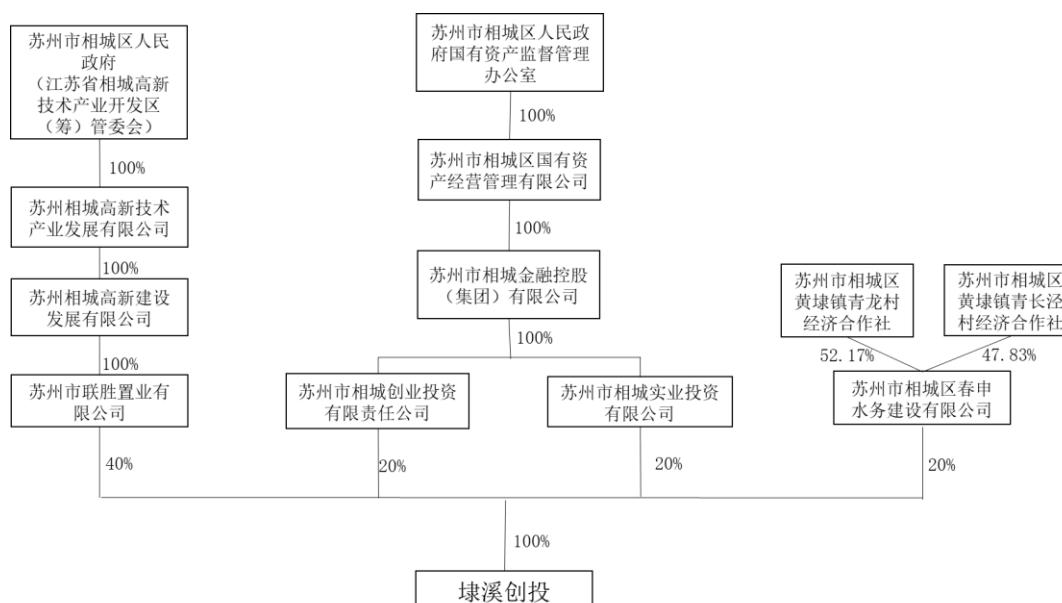 苏州市相城区人民
政府
（江苏省相城高新
技术产业开发区
（筹）管委会）
苏州市相城区人民政
府国有资产监督管理
办公室
100%
100%
苏州相城高新技术
产业发展有限公司
苏州市相城区国有资
产经营管理有限公司
100%
100%
苏州相城高新建设
发展有限公司
苏州市相城金融控股
（集团）有限公司
苏州市相城区
黄埭镇青龙村
经济合作社
苏州市相城区
黄埭镇青长泾
村经济合作社
100%
100%
52.17%
47.83%
苏州市联胜置业有
限公司
苏州市相城创业投资
有限责任公司
苏州市相城实业投资
有限公司
苏州市相城区春申
水务建设有限公司
40%
20%
20%
20%
100%
埭溪创投